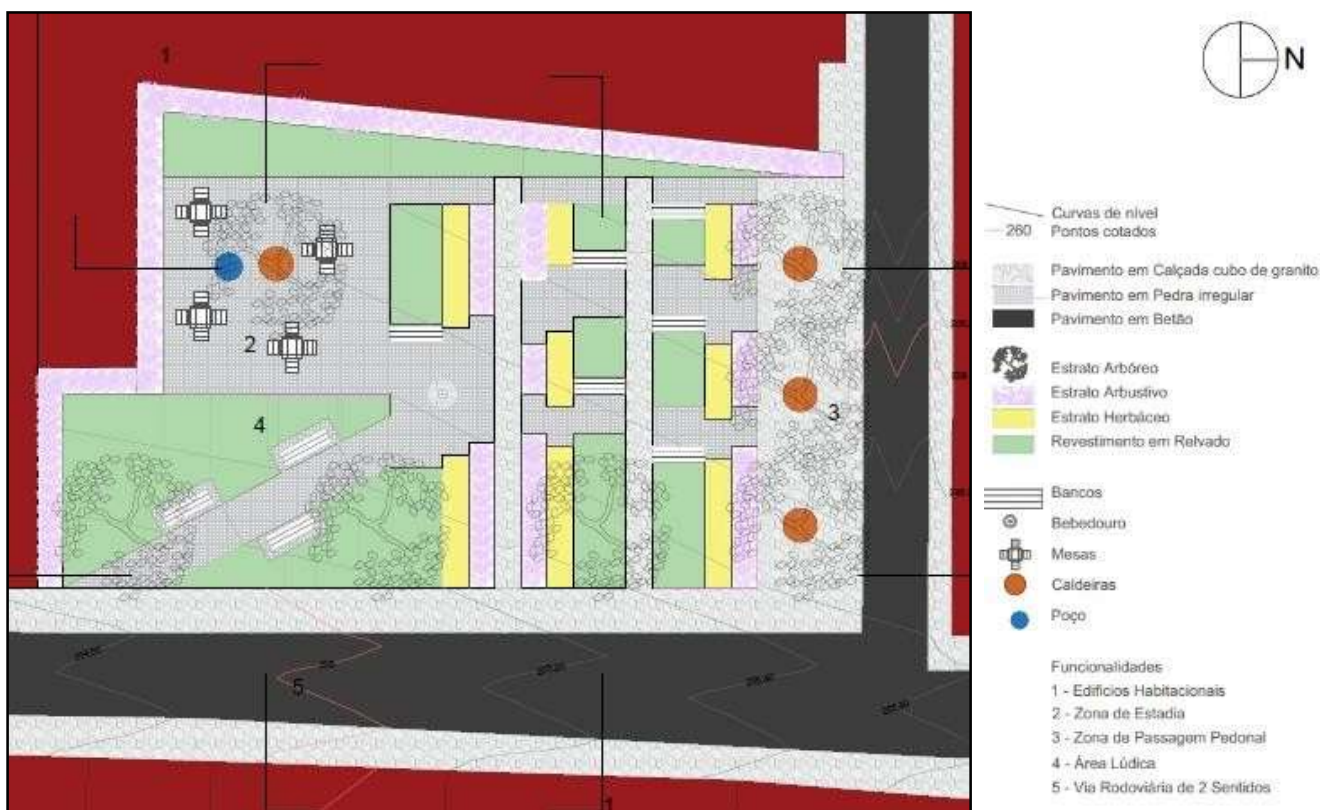 1
2
3
4
5
1
N
Curvas de nível
260 Pontos cotados
Pavimento em Calçada cubo de granito
Pavimento em Pedra irregular
Pavimento em Betão
Estrato Arbóreo
Estrato Arbustivo
Estrato Herbáceo
Revestimento em Relvado
Bancos
Bebedouro
Mesas
Caldeiras
Poço
Funcionalidades
1 - Edifícios Habitacionais
2 - Zona de Estadia
3 - Zona de Passagem Pedonal
4 - Área Lúdica
5 - Via Rodoviária de 2 Sentidos